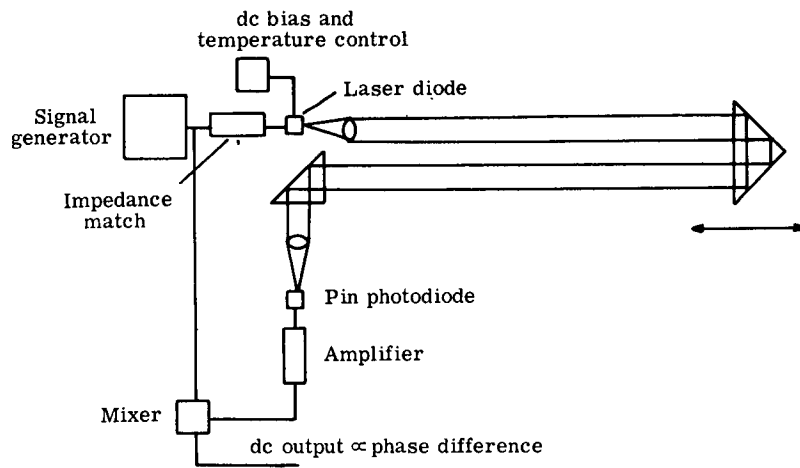 dc bias and
temperature control
Laser diode
Signal
generator
Impedance
match
Pin photodiode
Amplifier
Mixer
dc output ∝ phase difference